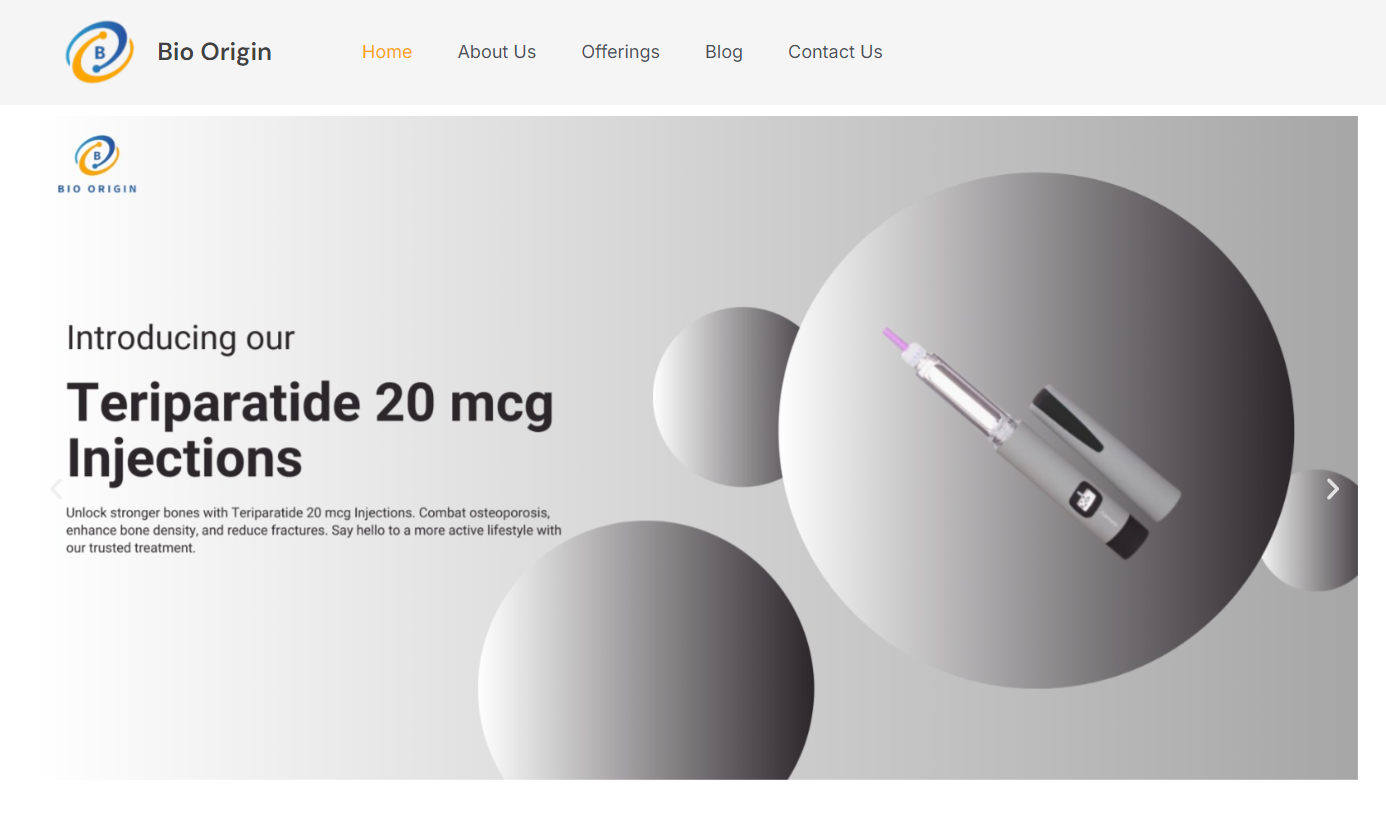 B
Bio Origin
Home
About Us
Offerings
Blog
Contact Us
B
BIO ORIGIN
Introducing our
Teriparatide 20 mcg
Injections
Unlock stronger bones with Teriparatide 20 mcg Injections. Combat osteoporosis,
enhance bone density, and reduce fractures. Say hello to a more active lifestyle with
our trusted treatment.